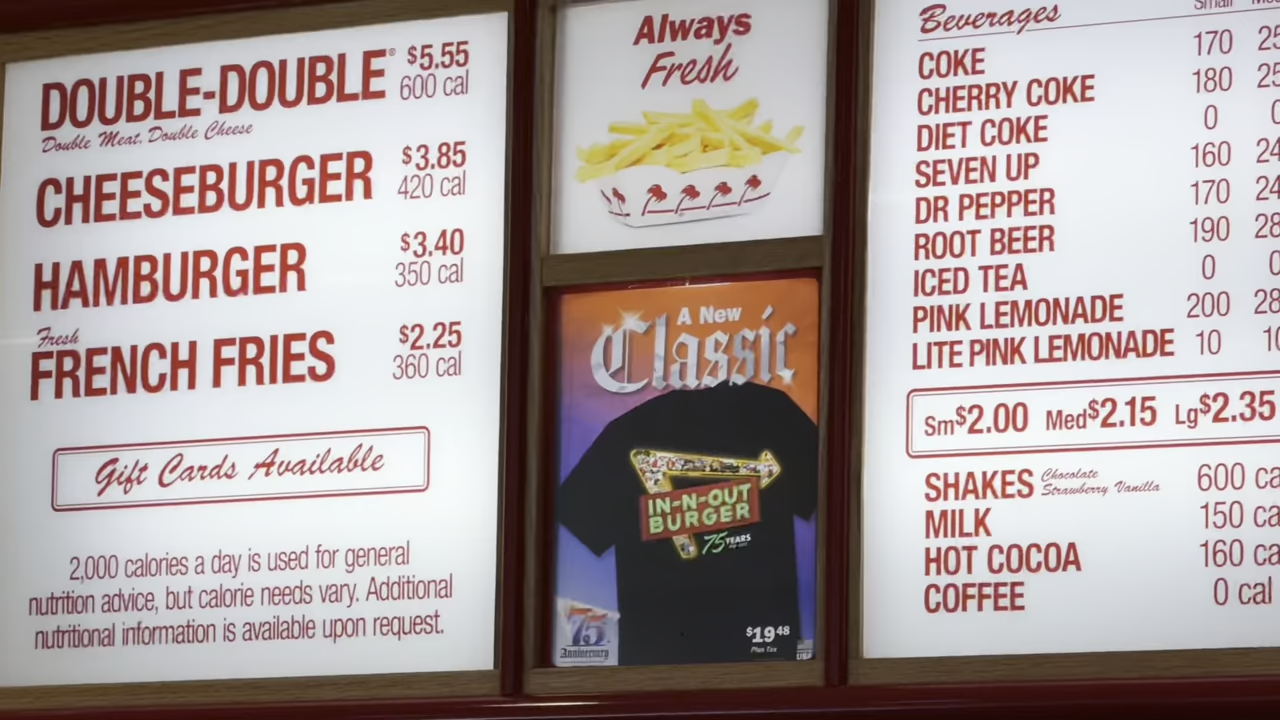 DOUBLE-DOUBLE® $5.55
Double Meat, Double Cheese 600 cal
CHEESEBURGER $3.85
420 cal
HAMBURGER $3.40
350 cal
Fresh
FRENCH FRIES $2.25
360 cal
Gift Cards Available
2,000 calories a day is used for general
nutrition advice, but calorie needs vary. Additional
nutritional information is available upon request.
Always
Fresh
A New
Classic
IN-N-OUT
BURGER
75 YEARS
75
Anniversary
$19.48
Plus Tax
USA
Beverages Small
COKE 170
CHERRY COKE 180
DIET COKE 0
SEVEN UP 160
DR PEPPER 170
ROOT BEER 190
ICED TEA 0
PINK LEMONADE 200
LITE PINK LEMONADE 10
Sm $2.00 Med $2.15 Lg $2.35
SHAKES Chocolate 600
Strawberry Vanilla
MILK 150
HOT COCOA 160
COFFEE 0 cal